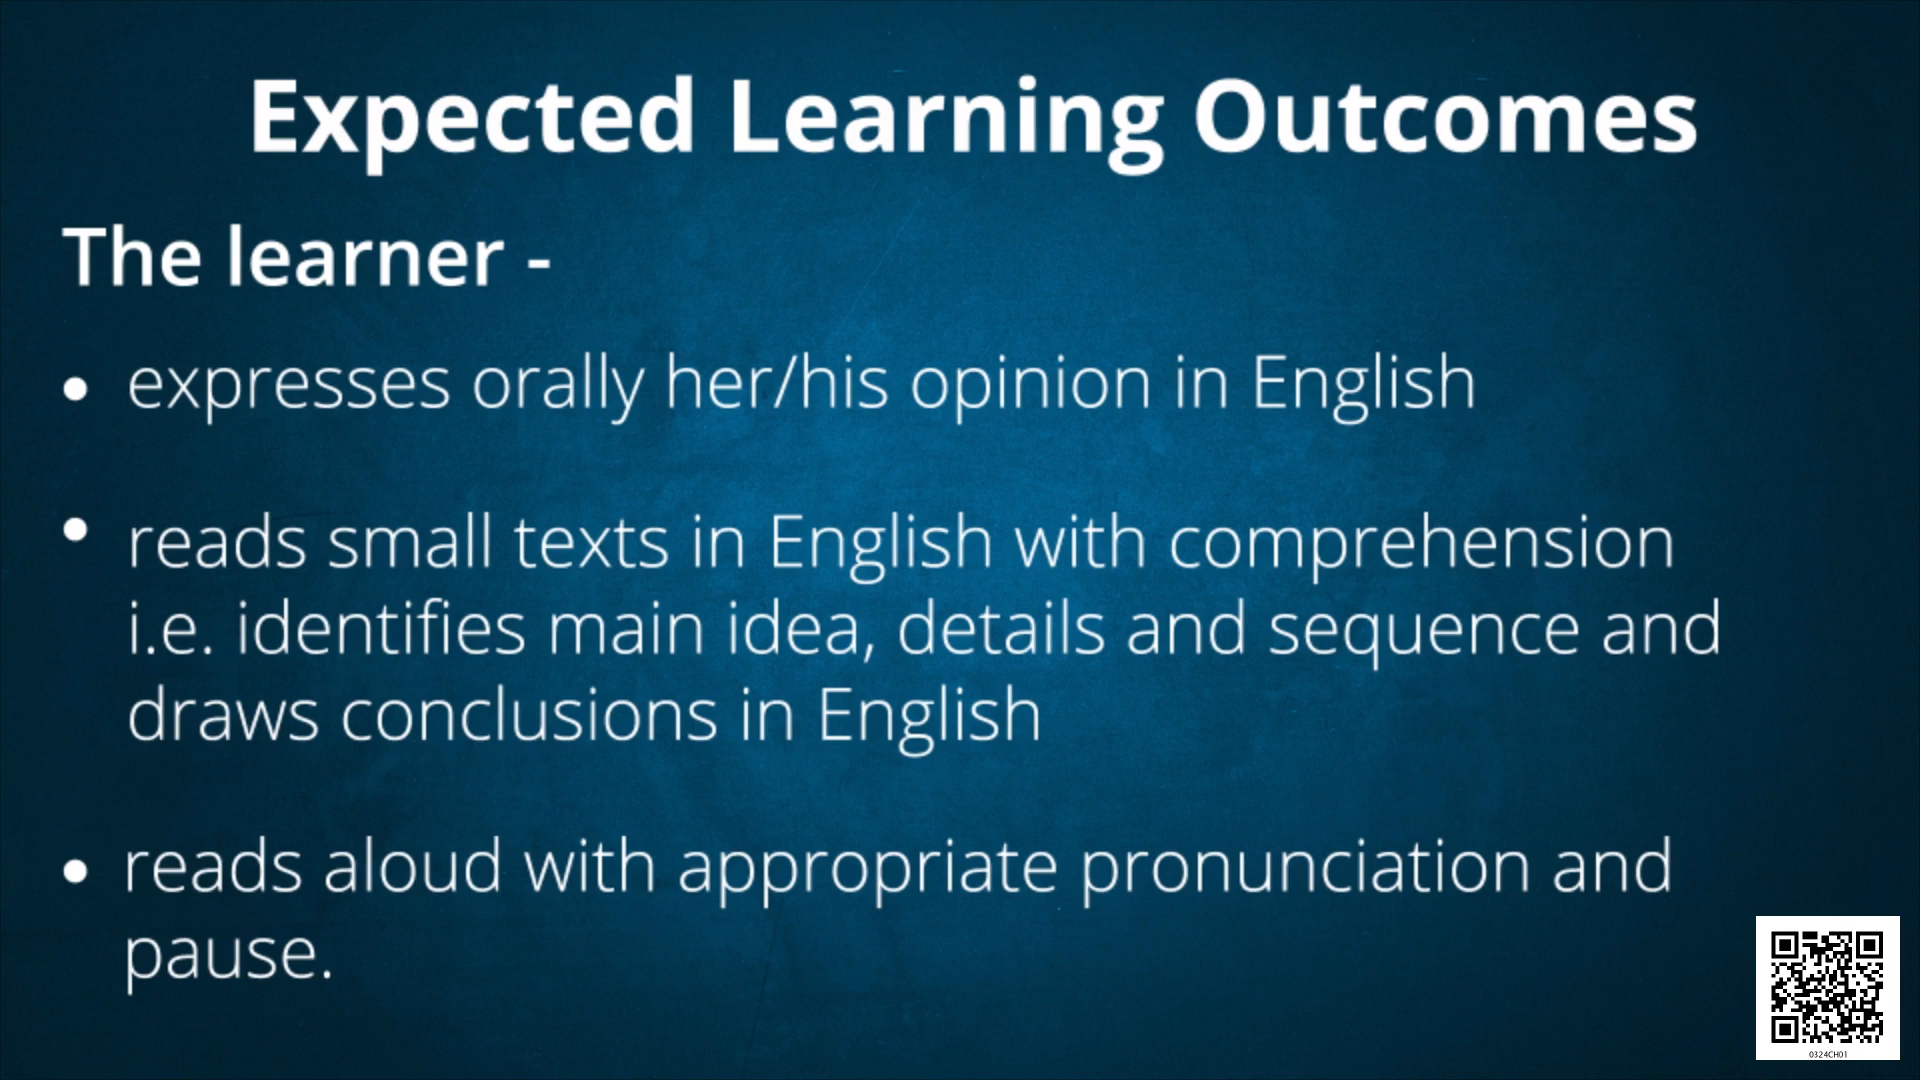 Expected Learning Outcomes
The learner -
• expresses orally her/his opinion in English
• reads small texts in English with comprehension
i.e. identifies main idea, details and sequence and
draws conclusions in English
• reads aloud with appropriate pronunciation and
pause.
0324CH01